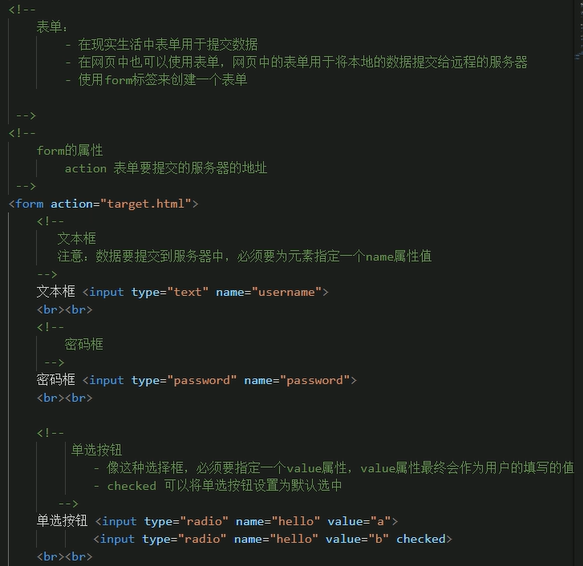 <!--
表单：
- 在现实生活中表单用于提交数据
- 在网页中也可以使用表单，网页中的表单用于将本地的数据提交给远程的服务器
- 使用form标签来创建一个表单
-->
<!--
form的属性
action 表单要提交的服务器的地址
-->
<form action="target.html">
<!--
文本框
注意：数据要提交到服务器中，必须要为元素指定一个name属性值
-->
文本框 <input type="text" name="username">
<br><br>
<!--
密码框
-->
密码框 <input type="password" name="password">
<br><br>
<!--
单选按钮
- 像这种选择框，必须要指定一个value属性，value属性最终会作为用户的填写的值
- checked 可以将单选按钮设置为默认选中
-->
单选按钮 <input type="radio" name="hello" value="a">
<input type="radio" name="hello" value="b" checked>
<br><br>